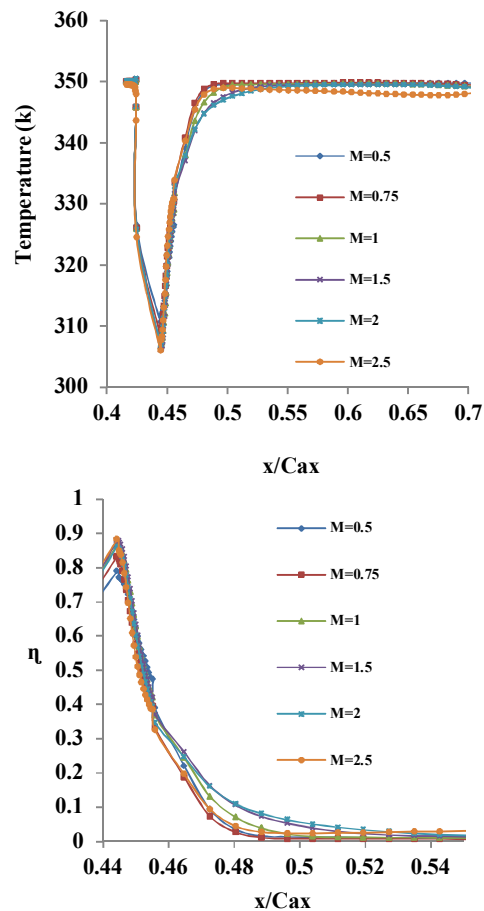 360
350
340
330
320
310
300
Temperature (k)
M=0.5
M=0.75
M=1
M=1.5
M=2
M=2.5
0.4 0.45 0.5 0.55 0.6 0.65 0.7
x/Cax
1
0.9
0.8
0.7
0.6
0.5
0.4
0.3
0.2
0.1
0
η
M=0.5
M=0.75
M=1
M=1.5
M=2
M=2.5
0.44 0.46 0.48 0.5 0.52 0.54
x/Cax